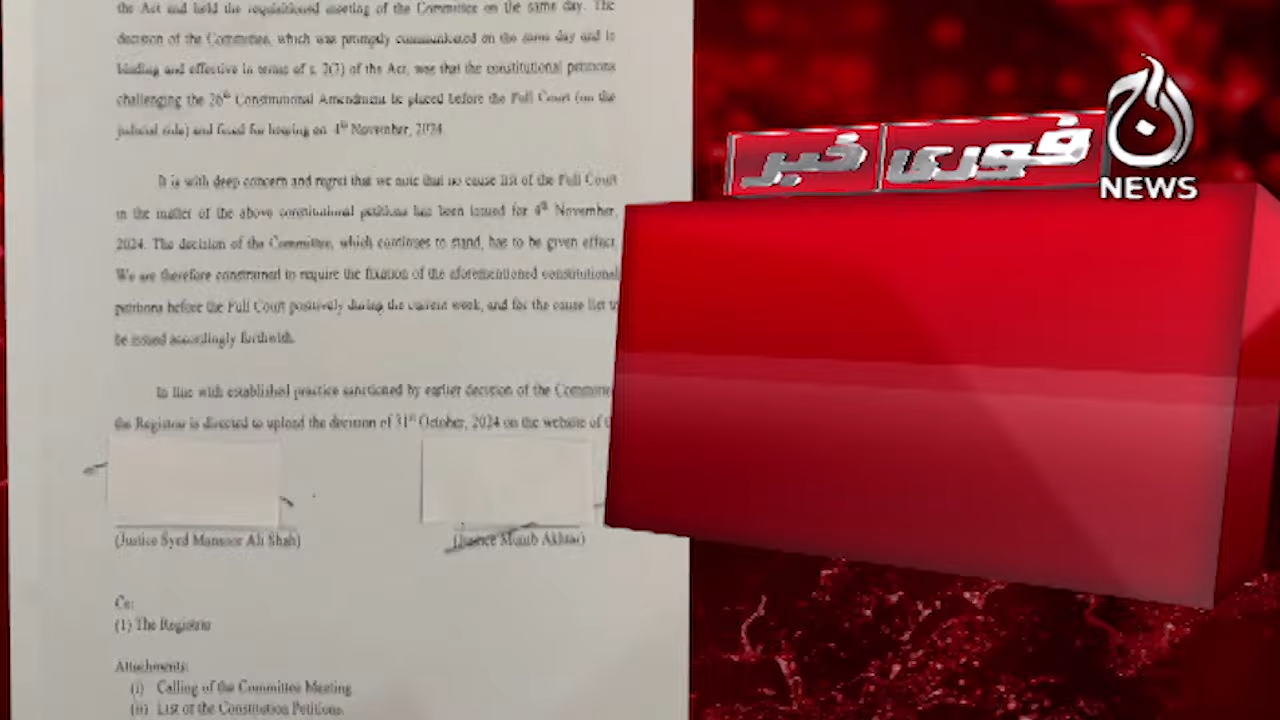 the Act and held the requisitioned meeting of the Committee on the same day. The
decision of the Committee, which was promptly communicated on the same day and is
binding and effective in terms of s. 2(3) of the Act, was that the constitutional petitions
challenging the 26th Constitutional Amendment be placed before the Full Court (on the
judicial side) and fixed for hearing on 4th November, 2024.
It is with deep concern and regret that we note that no cause list of the Full Court
in the matter of the above constitutional petitions has been issued for 4th November,
2024. The decision of the Committee, which continues to stand, has to be given effect.
We are therefore constrained to require the fixation of the aforementioned constitutional
petitions before the Full Court positively during the current week, and for the cause list
be issued accordingly forthwith.
In line with established practice sanctioned by earlier decision of the
the Registrar is directed to upload the decision of 31st October, 2024 on the website of
(Justice Syed Mansoor Ali Shah)
(Justice Munib Akhtar)
Cc:
(1) The Registrar
Attachments:
(i) Calling of the Committee Meeting
(ii) List of the Constitution Petitions.
فوری خبر
آج
NEWS